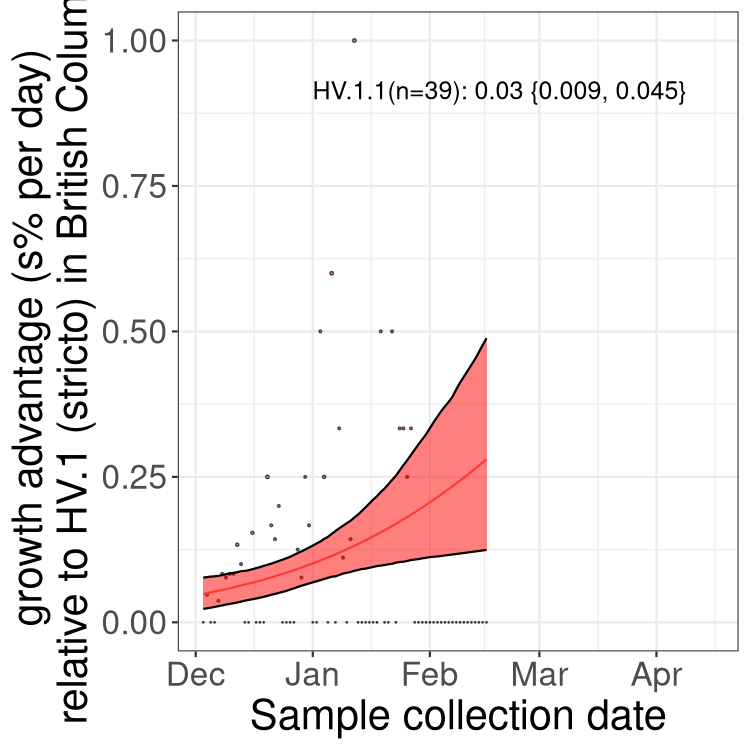 growth advantage (s% per day)
relative to HV.1 (stricto) in British Colum
1.00
0.75
0.50
0.25
0.00
HV.1.1(n=39): 0.03 {0.009, 0.045}
Dec Jan Feb Mar Apr
Sample collection date